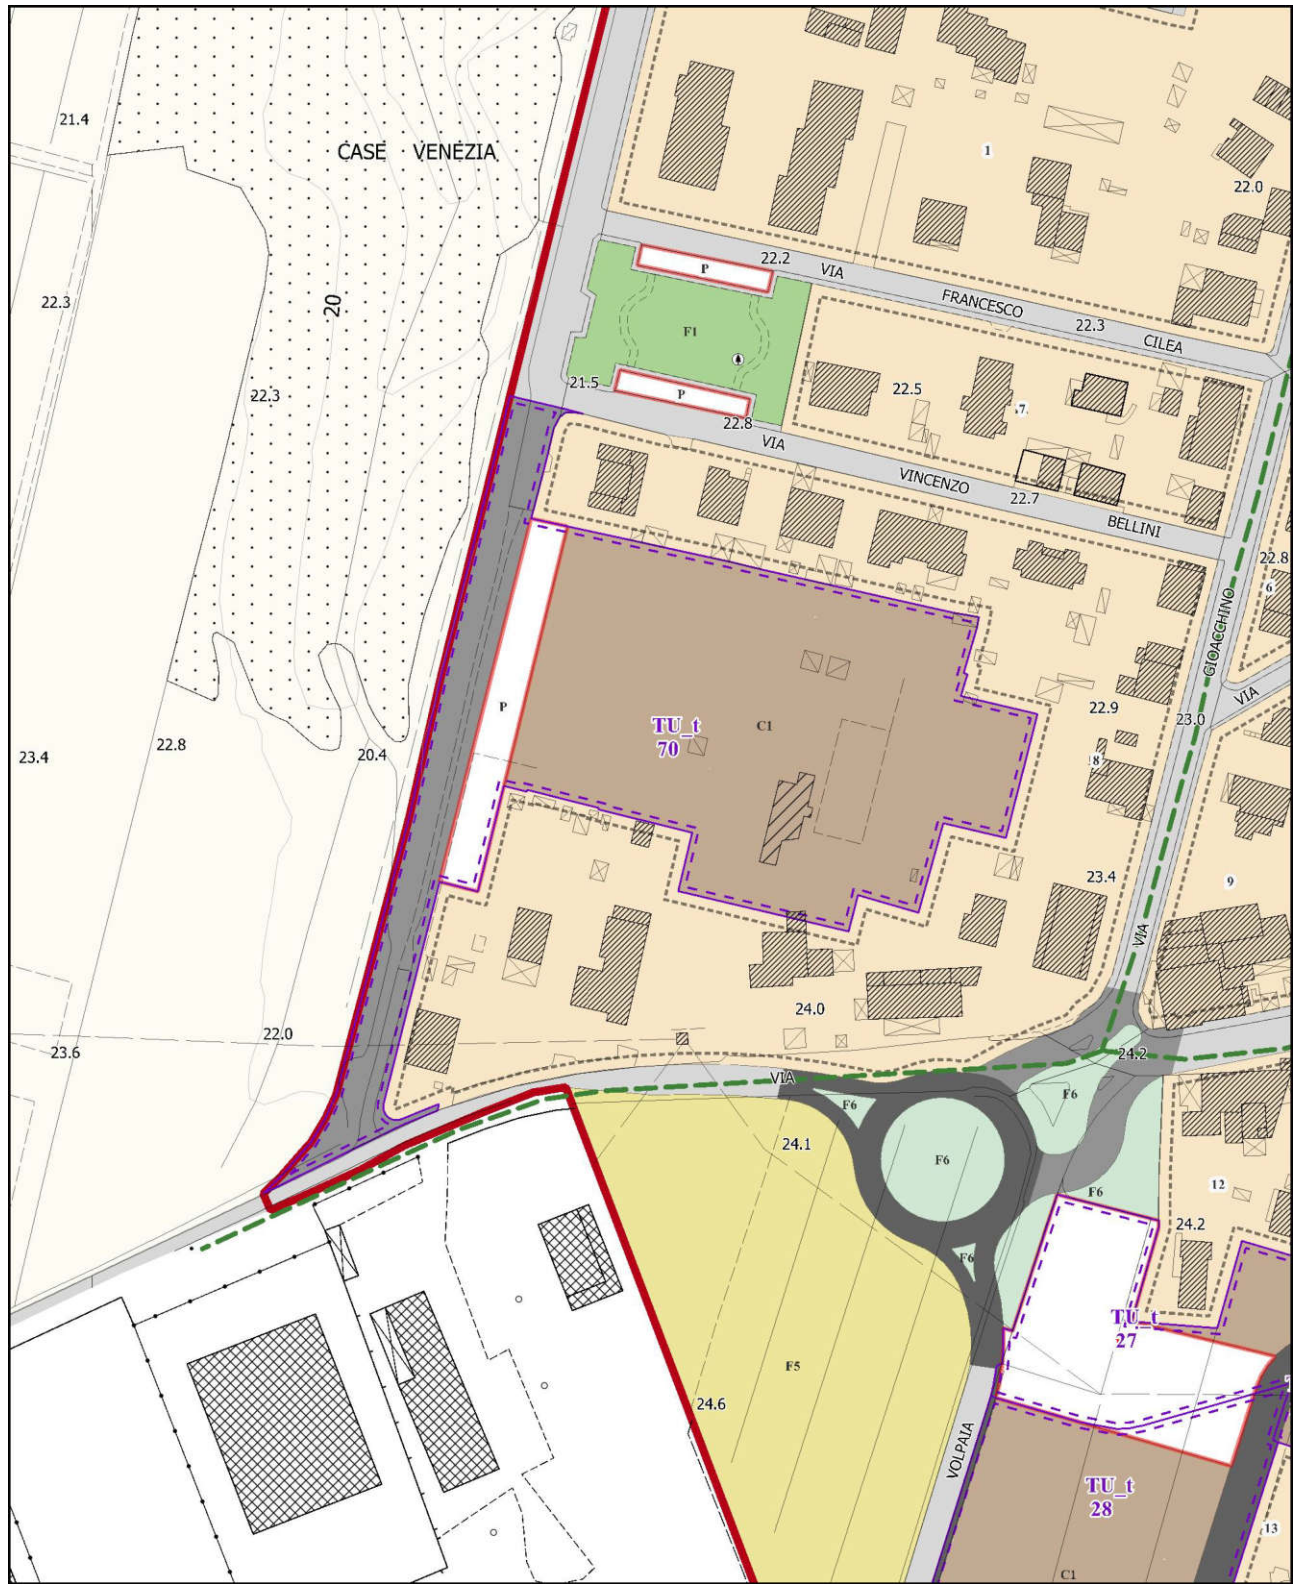 21.4
CASE VENEZIA
1
22.0
20
22.3
22.3
P
22.2
VIA
FRANCESCO
22.3
CILEA
F1
21.5
P
22.8
VIA
22.5
7
VINCENZO
22.7
BELLINI
22.8
6
GIOACCHINO
VIA
23.0
22.9
8
23.4
22.8
20.4
P
TU_t
70
C1
9
23.4
VIA
24.0
22.0
23.6
24.2
VIA
F6
F6
24.1
F6
F6
12
24.2
F6
TU_t
27
F5
24.6
VOLPAIA
TU_t
28
13
C1